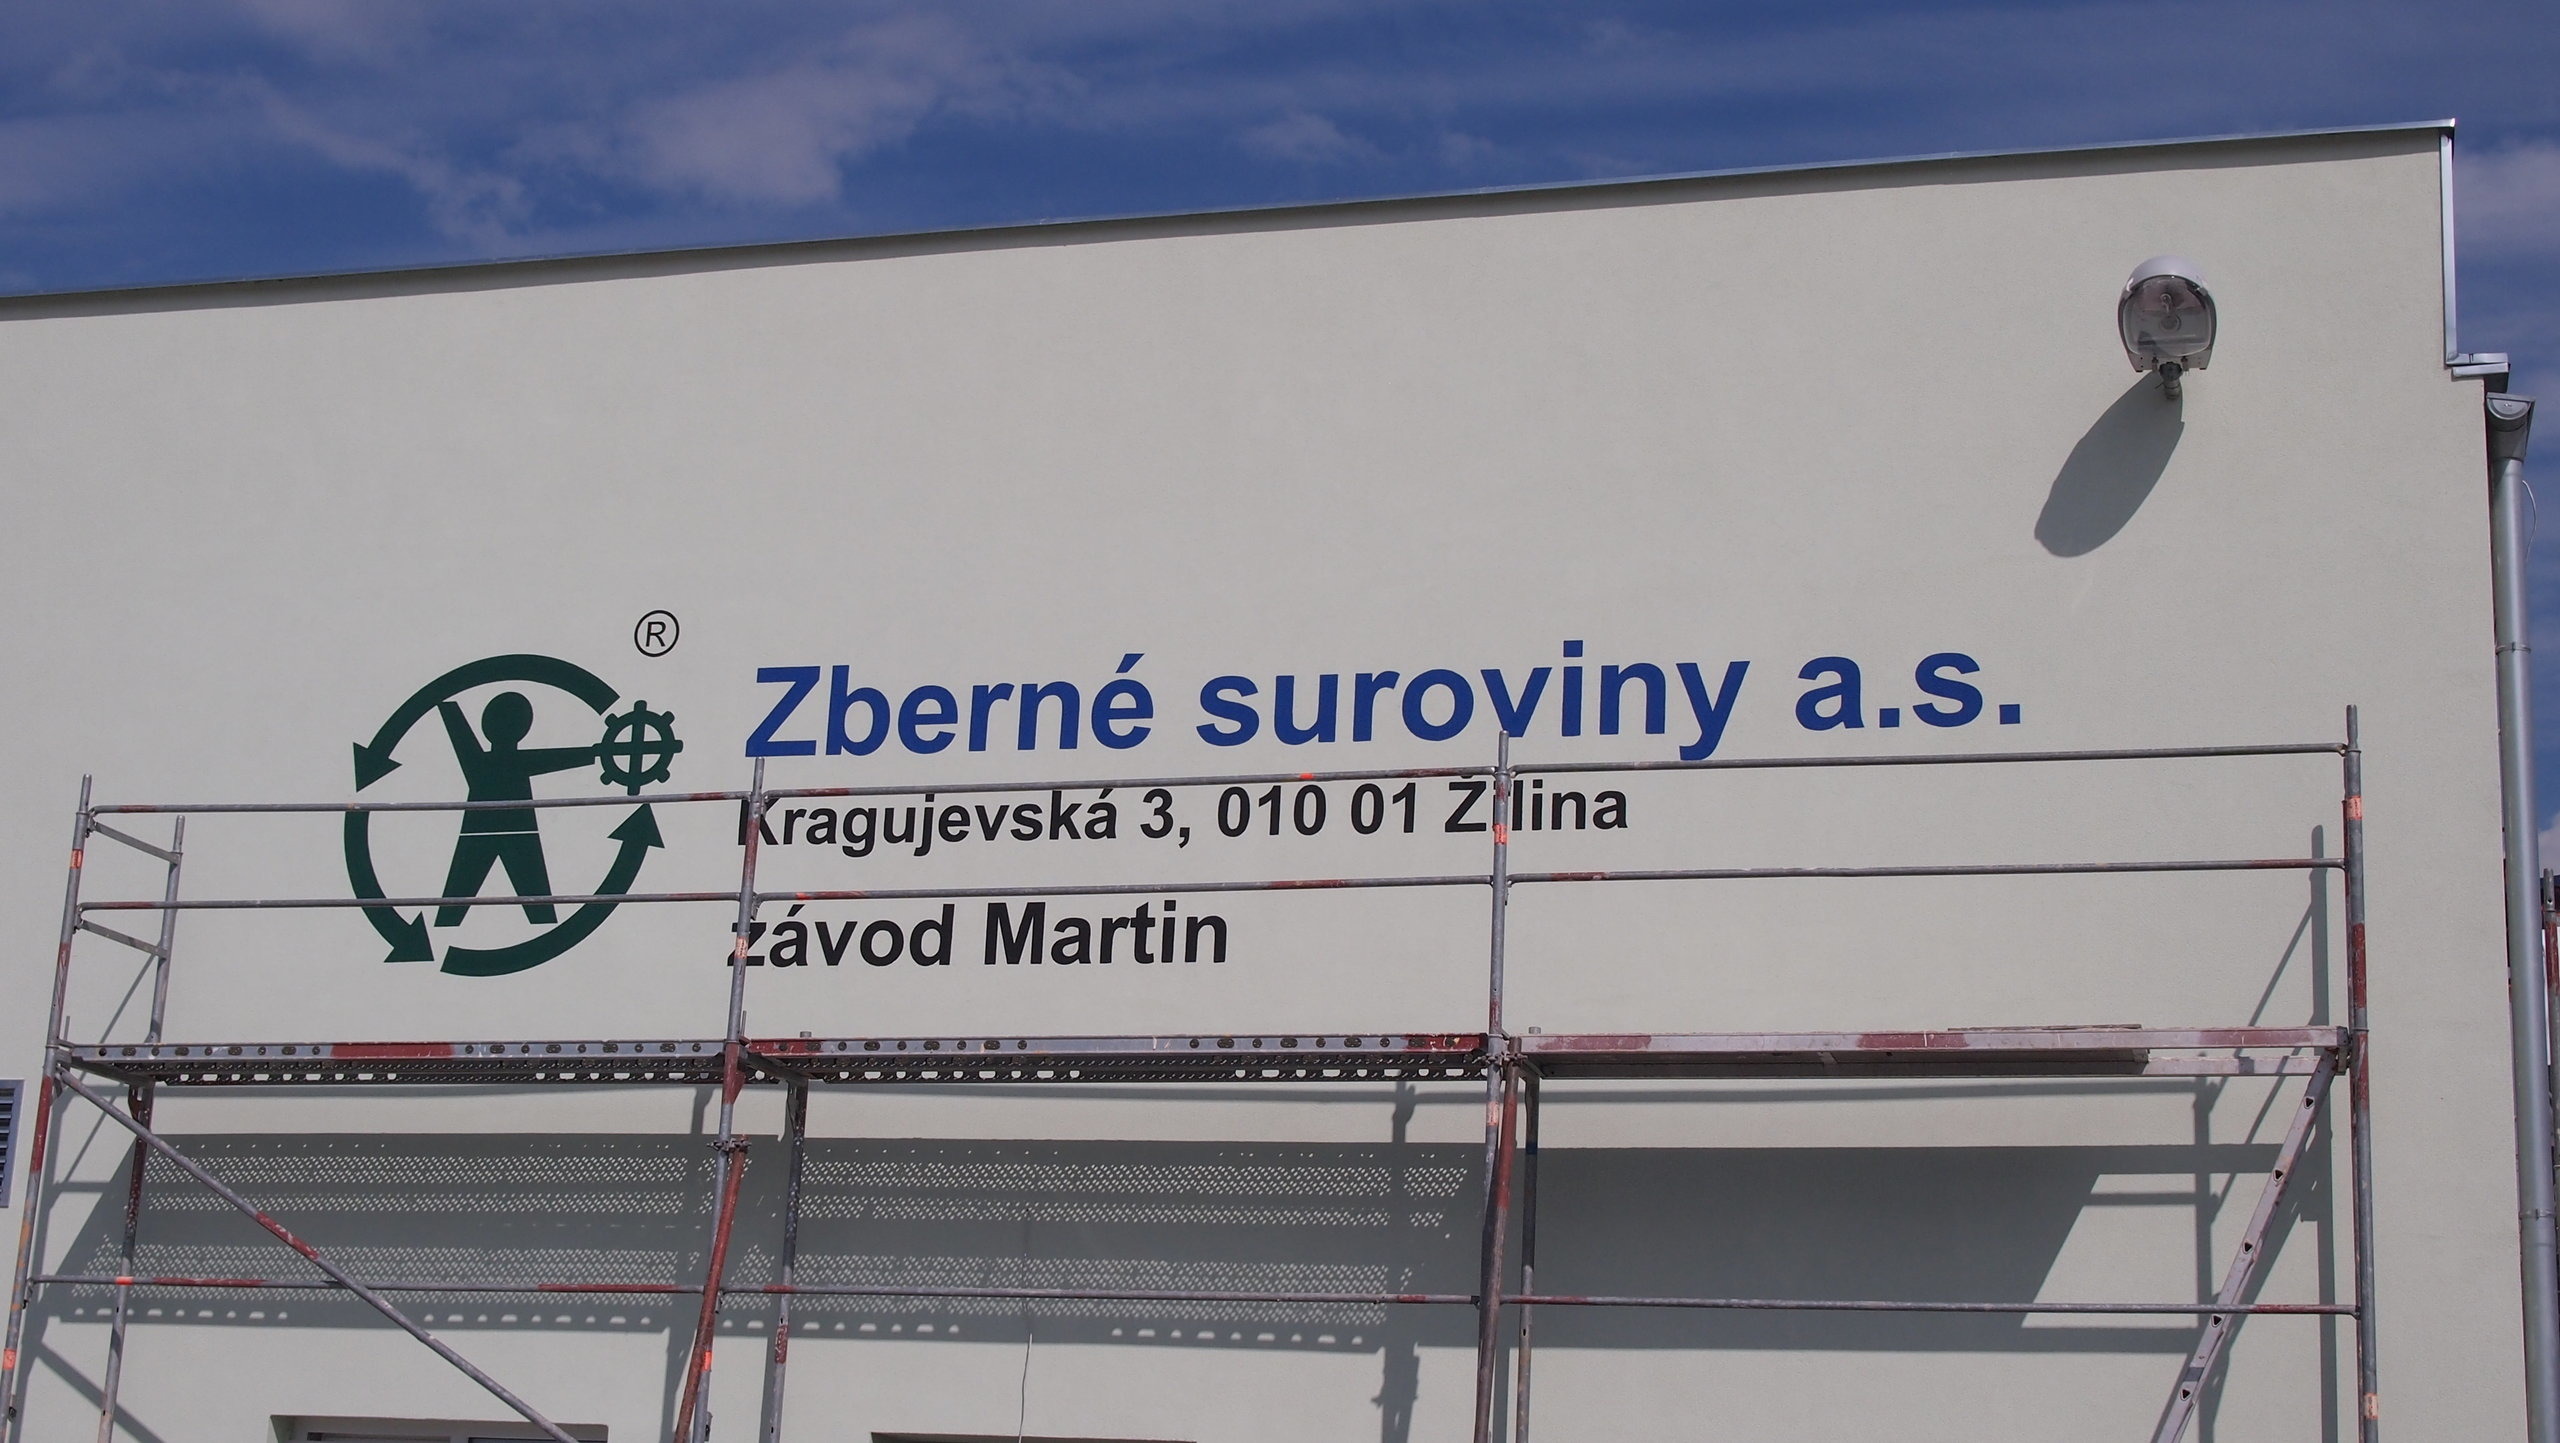 ®
Zberné suroviny a.s.
Kragujevská 3, 010 01 Žilina
závod Martin